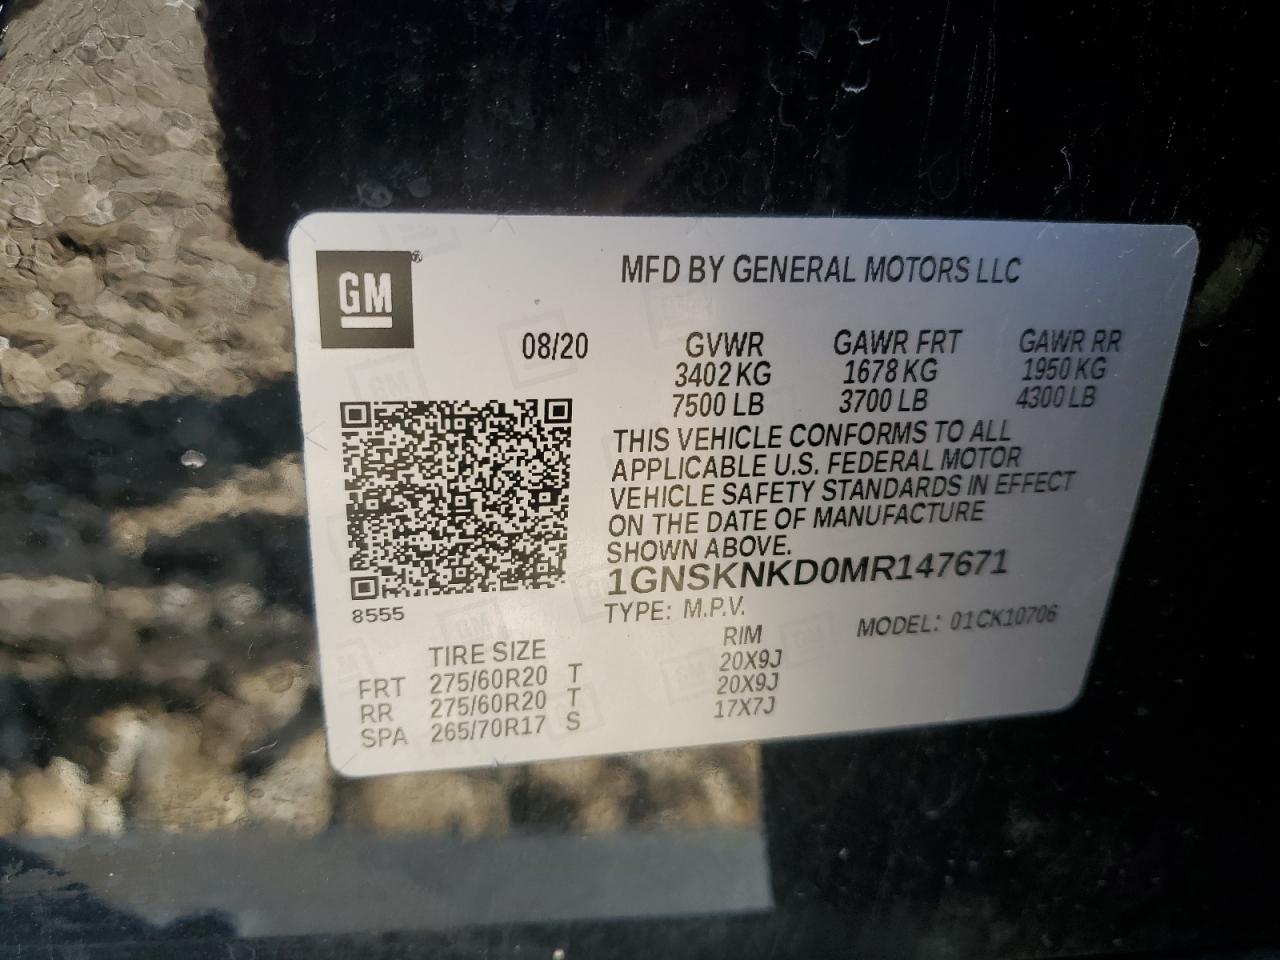 GM
MFD BY GENERAL MOTORS LLC
08/20 GVWR GAWR FRT GAWR RR
3402 KG 1678 KG 1950 KG
7500 LB 3700 LB 4300 LB
THIS VEHICLE CONFORMS TO ALL
APPLICABLE U.S. FEDERAL MOTOR
VEHICLE SAFETY STANDARDS IN EFFECT
ON THE DATE OF MANUFACTURE
SHOWN ABOVE.
1GNSKNKD0MR147671
8555 TYPE: M.P.V. MODEL: 01CK10706
TIRE SIZE RIM
FRT 275/60R20 T 20X9J
RR 275/60R20 T 20X9J
SPA 265/70R17 S 17X7J